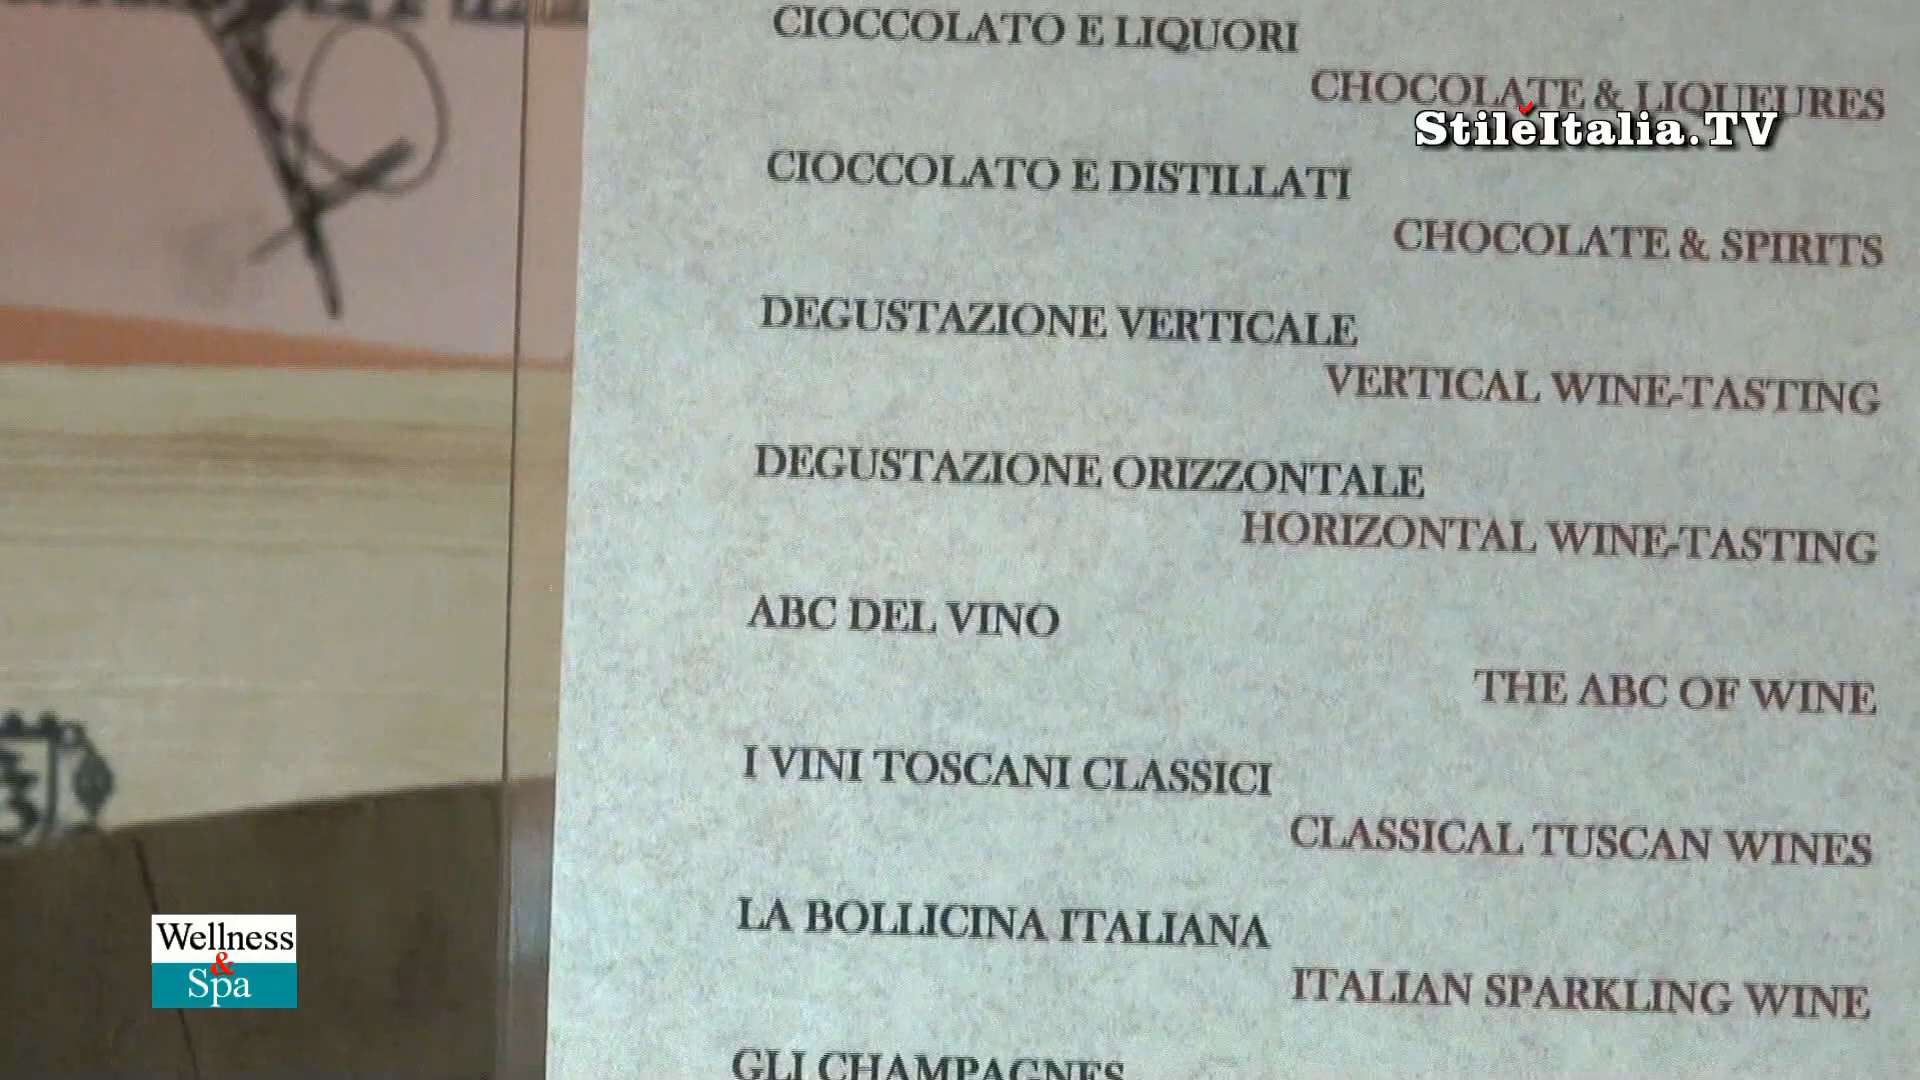 CIOCCOLATO E LIQUORI
CHOCOLATE & LIQUEURES
StileItalia.TV
CIOCCOLATO E DISTILLATI
CHOCOLATE & SPIRITS
DEGUSTAZIONE VERTICALE
VERTICAL WINE-TASTING
DEGUSTAZIONE ORIZZONTALE
HORIZONTAL WINE-TASTING
ABC DEL VINO
THE ABC OF WINE
I VINI TOSCANI CLASSICI
CLASSICAL TUSCAN WINES
LA BOLLICINA ITALIANA
ITALIAN SPARKLING WINE
GLI CHAMPAGNES
Wellness
&
Spa